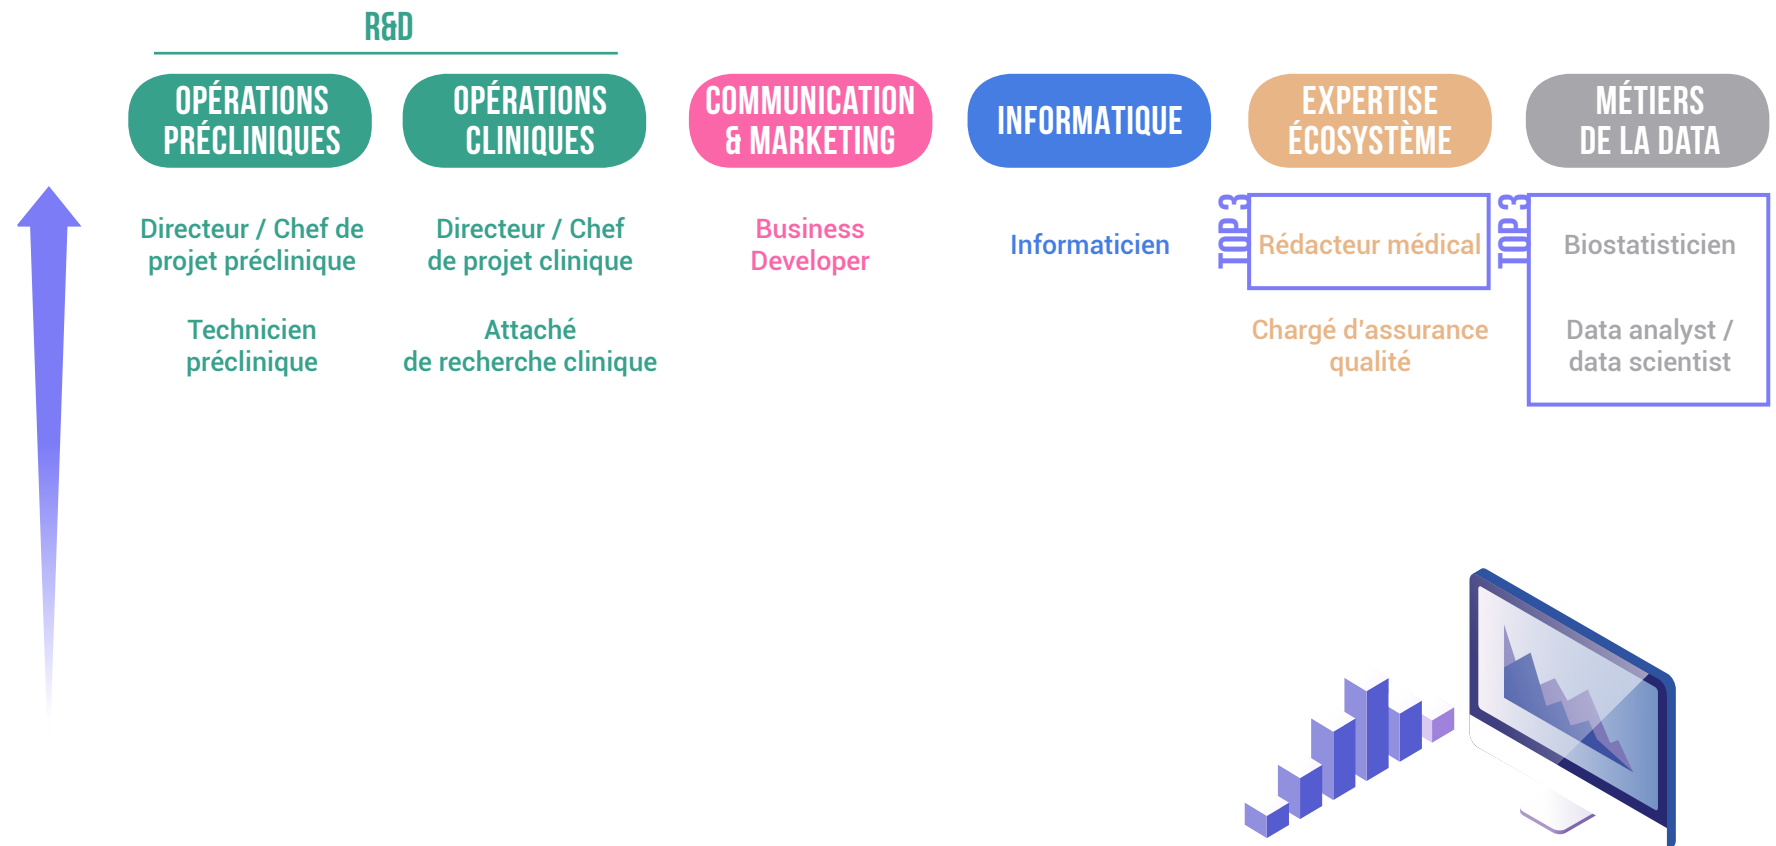 R&D
OPÉRATIONS
PRÉCLINIQUES
OPÉRATIONS
CLINIQUES
COMMUNICATION
& MARKETING
INFORMATIQUE
EXPERTISE
ÉCOSYSTÈME
MÉTIERS
DE LA DATA
Directeur / Chef de
projet préclinique
Technicien
préclinique
Directeur / Chef
de projet clinique
Attaché
de recherche clinique
Business
Developer
Informaticien
TOP 3
Rédacteur médical
Chargé d'assurance
qualité
TOP 3
Biostatisticien
Data analyst /
data scientist